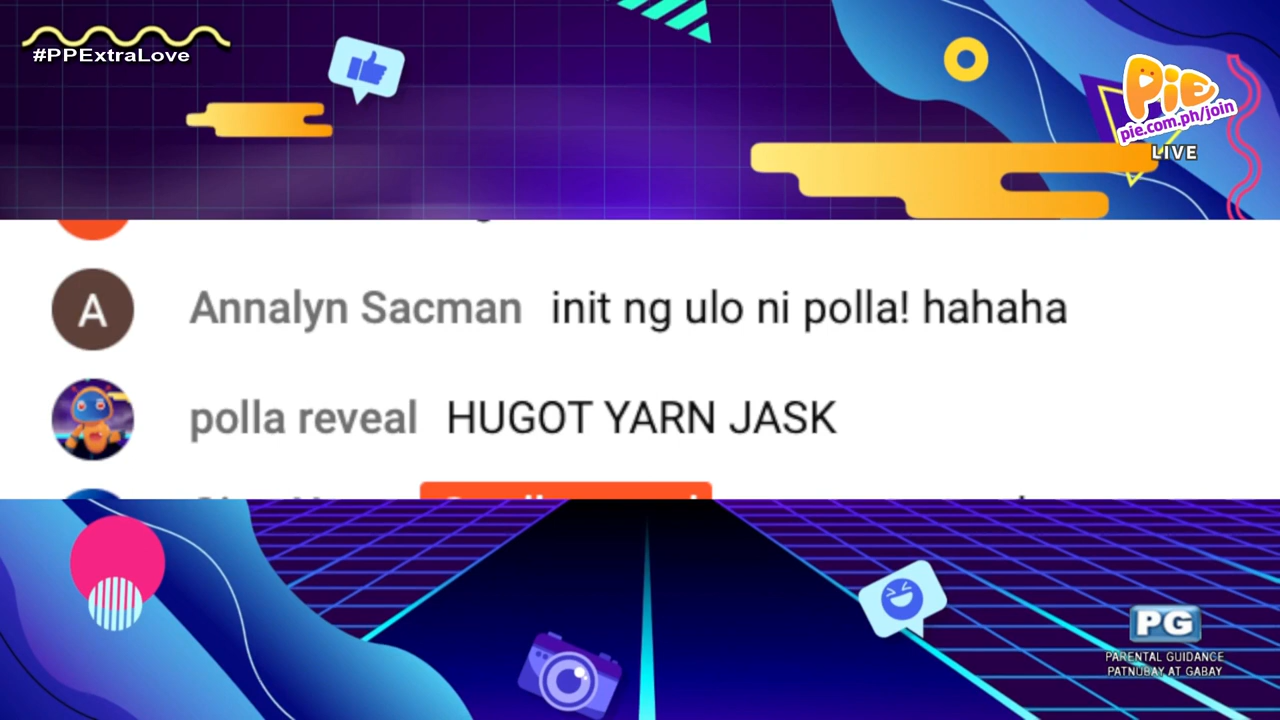 #PPExtraLove
PiE
pie.com.ph/join
LIVE
A Annalyn Sacman init ng ulo ni polla! hahaha
polla reveal HUGOT YARN JASK
PG
PARENTAL GUIDANCE
PATNUBAY AT GABAY